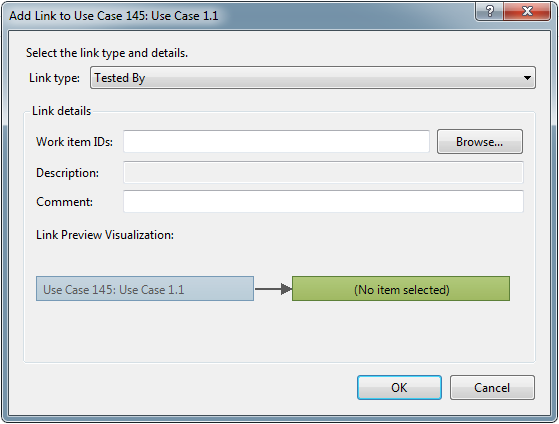 Add Link to Use Case 145: Use Case 1.1
?
Select the link type and details.
Link type: Tested By
Link details
Work item IDs: Browse...
Description:
Comment:
Link Preview Visualization:
Use Case 145: Use Case 1.1 (No item selected)
OK Cancel